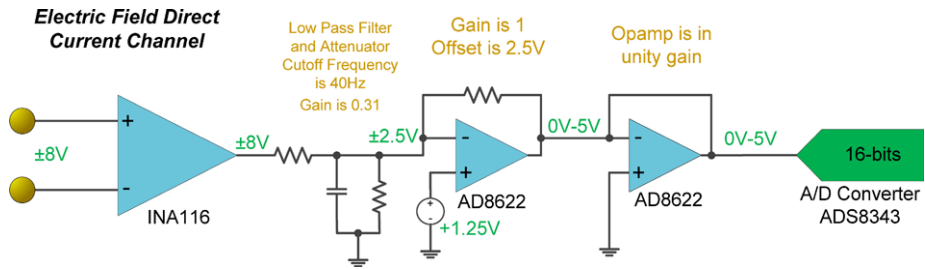 Electric Field Direct
Current Channel
Low Pass Filter
and Attenuator
Cutoff Frequency
is 40Hz
Gain is 0.31
Gain is 1
Offset is 2.5V
Opamp is in
unity gain
+
±8V
-
INA116
±8V
±2.5V
-
+
AD8622
+
-
+1.25V
0V-5V
-
+
AD8622
0V-5V
16-bits
A/D Converter
ADS8343